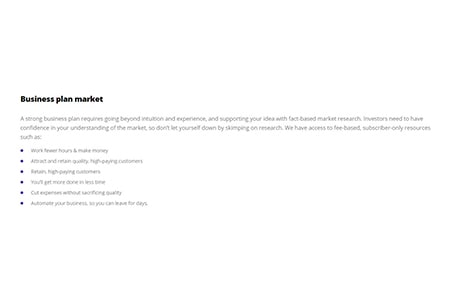 Business plan market
A strong business plan requires going beyond intuition and experience, and supporting your idea with fact-based market research. Investors need to have
confidence in your understanding of the market, so don't let yourself down by skimping on research. We have access to fee-based, subscriber-only resources
such as:
Work fewer hours & make money
Attract and retain quality, high-paying customers
Retain, high-paying customers
You'll get more done in less time
Cut expenses without sacrificing quality
Automate your business, so you can leave for days,